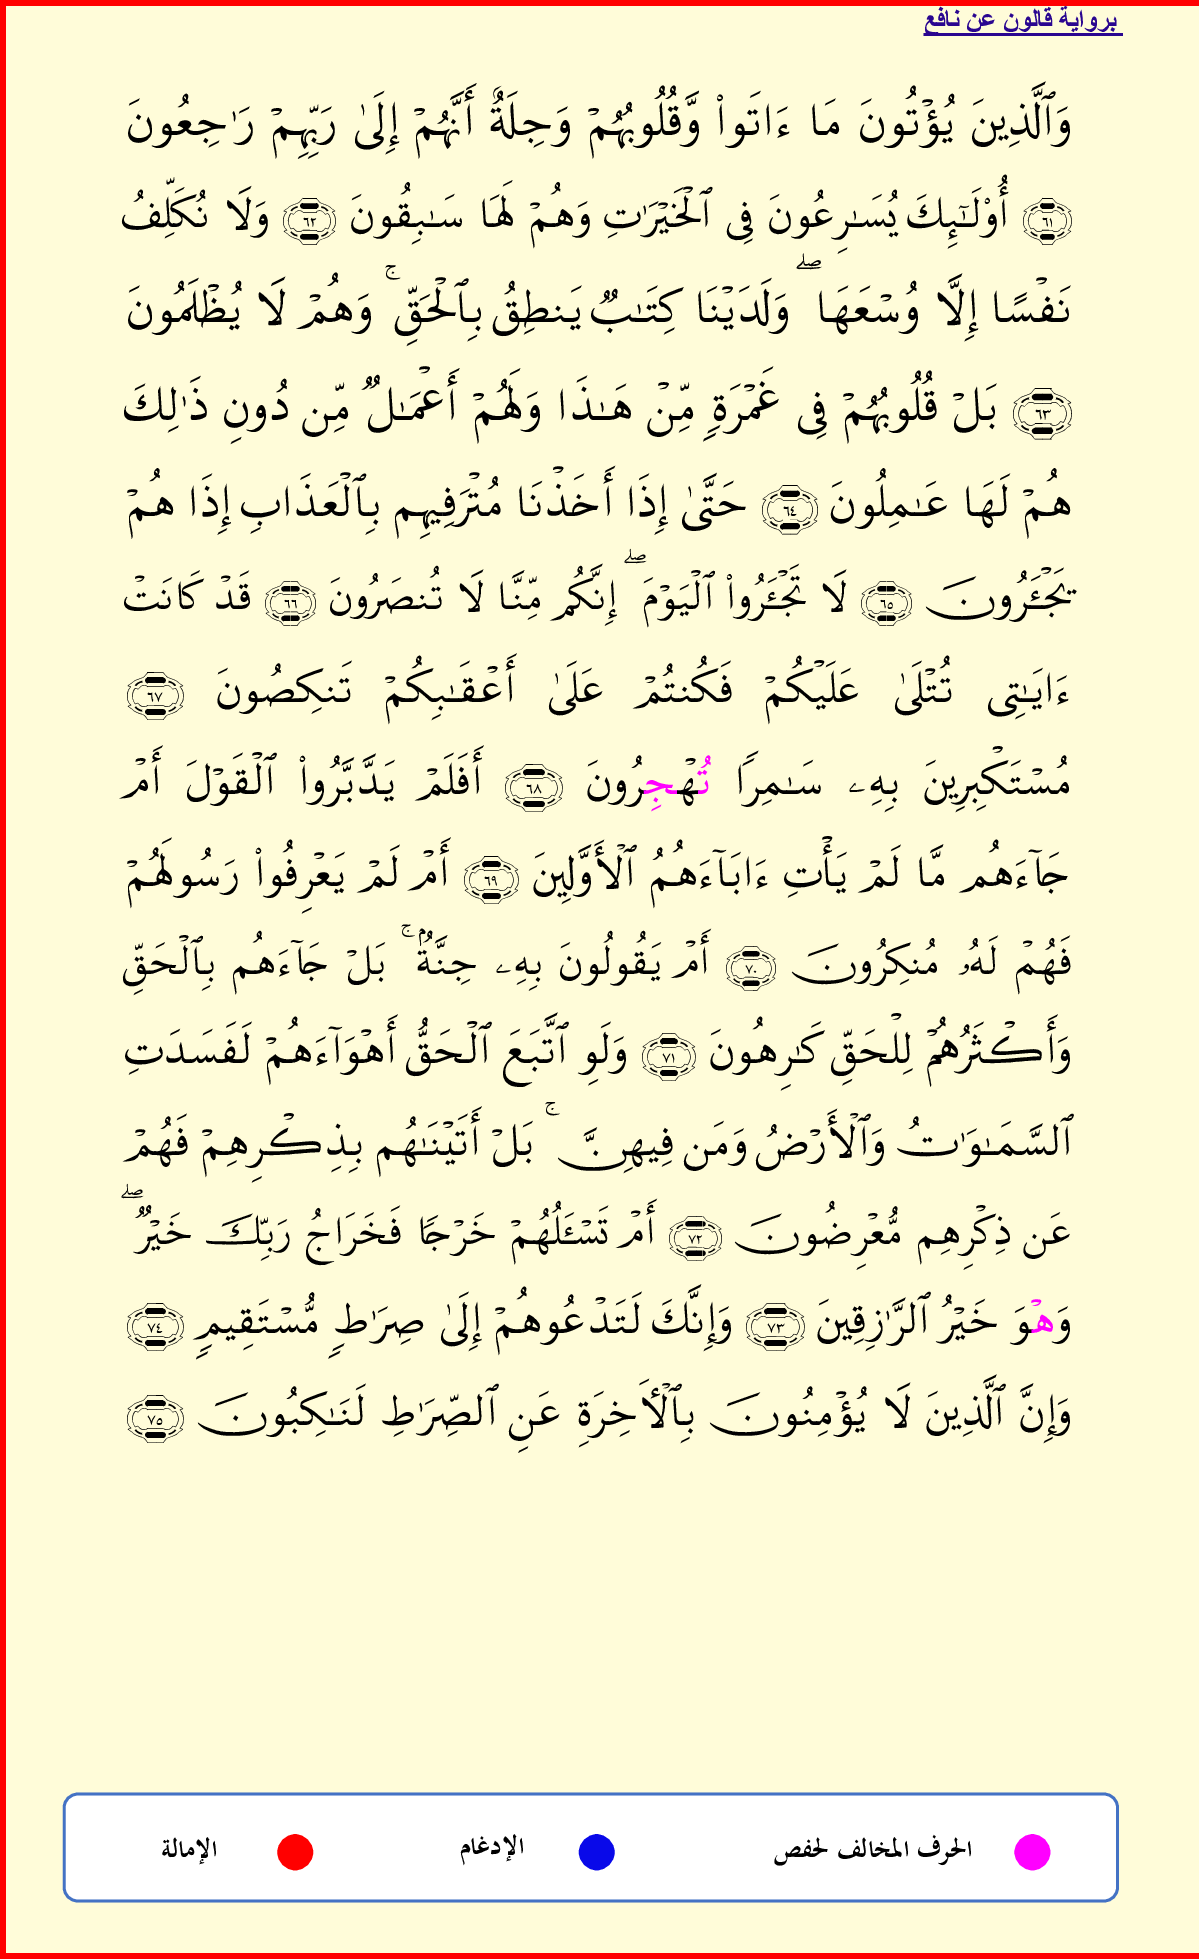 برواية قالون عن نافع
وَٱلَّذِينَ يُؤْتُونَ مَا ءَاتَواْ وَّقُلُوبُهُمْ وَجِلَةٌ أَنَّهُمْ إِلَىٰ رَبِّهِمْ رَٰجِعُونَ
٦١ أُوْلَـٰٓئِكَ يُسَـٰرِعُونَ فِى ٱلْخَيْرَٰتِ وَهُمْ لَهَا سَـٰبِقُونَ ٦٢ وَلَا نُكَلِّفُ
نَفْسًا إِلَّا وُسْعَهَا ۖ وَلَدَيْنَا كِتَـٰبٌ يَنطِقُ بِٱلْحَقِّ ۚ وَهُمْ لَا يُظْلَمُونَ
٦٣ بَلْ قُلُوبُهُمْ فِى غَمْرَةٍ مِّنْ هَـٰذَا وَلَهُمْ أَعْمَـٰلٌ مِّن دُونِ ذَٰلِكَ
هُمْ لَهَا عَـٰمِلُونَ ٦٤ حَتَّىٰ إِذَا أَخَذْنَا مُتْرَفِيهِم بِٱلْعَذَابِ إِذَا هُمْ
يَجْـَٔرُونَ ٦٥ لَا تَجْـَٔرُواْ ٱلْيَوْمَ ۖ إِنَّكُم مِّنَّا لَا تُنصَرُونَ ٦٦ قَدْ كَانَتْ
ءَايَـٰتِى تُتْلَىٰ عَلَيْكُمْ فَكُنتُمْ عَلَىٰ أَعْقَـٰبِكُمْ تَنكِصُونَ ٦٧
مُسْتَكْبِرِينَ بِهِۦ سَـٰمِرًا تُهْجِرُونَ ٦٨ أَفَلَمْ يَدَّبَّرُواْ ٱلْقَوْلَ أَمْ
جَآءَهُم مَّا لَمْ يَأْتِ ءَابَآءَهُمُ ٱلْأَوَّلِينَ ٦٩ أَمْ لَمْ يَعْرِفُواْ رَسُولَهُمْ
فَهُمْ لَهُۥ مُنكِرُونَ ٧٠ أَمْ يَقُولُونَ بِهِۦ جِنَّةُۢ ۚ بَلْ جَآءَهُم بِٱلْحَقِّ
وَأَكْثَرُهُمْ لِلْحَقِّ كَـٰرِهُونَ ٧١ وَلَوِ ٱتَّبَعَ ٱلْحَقُّ أَهْوَآءَهُمْ لَفَسَدَتِ
ٱلسَّمَـٰوَٰتُ وَٱلْأَرْضُ وَمَن فِيهِنَّ ۚ بَلْ أَتَيْنَـٰهُم بِذِكْرِهِمْ فَهُمْ
عَن ذِكْرِهِم مُّعْرِضُونَ ٧٢ أَمْ تَسْـَٔلُهُمْ خَرْجًا فَخَرَاجُ رَبِّكَ خَيْرٌ ۖ
وَهْوَ خَيْرُ ٱلرَّٰزِقِينَ ٧٣ وَإِنَّكَ لَتَدْعُوهُمْ إِلَىٰ صِرَٰطٍ مُّسْتَقِيمٍ ٧٤
وَإِنَّ ٱلَّذِينَ لَا يُؤْمِنُونَ بِٱلْأَخِرَةِ عَنِ ٱلصِّرَٰطِ لَنَـٰكِبُونَ ٧٥
الحرف المخالف لحفص الإدغام الإمالة